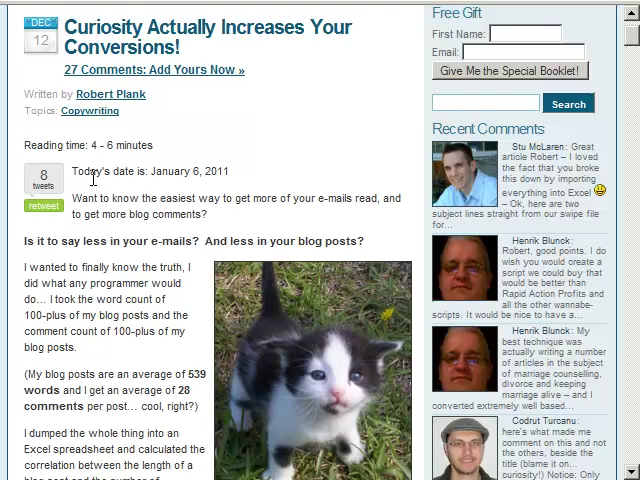 DEC
12
Curiosity Actually Increases Your
Conversions!
27 Comments: Add Yours Now »
Written by Robert Plank
Topics: Copywriting
Reading time: 4 - 6 minutes
8
tweets
retweet
Today's date is: January 6, 2011
Want to know the easiest way to get more of your e-mails read, and
to get more blog comments?
Is it to say less in your e-mails?  And less in your blog posts?
I wanted to finally know the truth, I
did what any programmer would
do... I took the word count of
100-plus of my blog posts and the
comment count of 100-plus of my
blog posts.
(My blog posts are an average of 539
words and I get an average of 28
comments per post... cool, right?)
I dumped the whole thing into an
Excel spreadsheet and calculated the
correlation between the length of a
Free Gift
First Name:
Email:
Give Me the Special Booklet!
Search
Recent Comments
Stu McLaren: Great
article Robert – I loved
the fact that you broke
this down by importing
everything into Excel
– Ok, here are two
subject lines straight from our swipe file
for...
Henrik Blunck:
Robert, good points. I do
wish you would create a
script we could buy that
would be better than
Rapid Action Profits and
all the other wannabe-
scripts. It would be nice to have a...
Henrik Blunck: My
best technique was
actually writing a number
of articles in the subject
of marriage counselling,
divorce and keeping
marriage alive – and I
converted extremely well based...
Codrut Turcanu:
here's what made me
comment on this and not
the others, beside the
title (blame it on...
curiosity!) Notice: Only